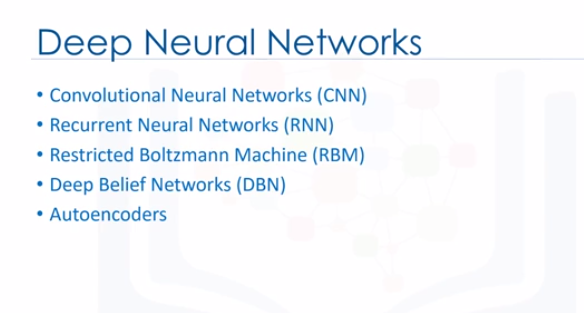 Deep Neural Networks
• Convolutional Neural Networks (CNN)
• Recurrent Neural Networks (RNN)
• Restricted Boltzmann Machine (RBM)
• Deep Belief Networks (DBN)
• Autoencoders